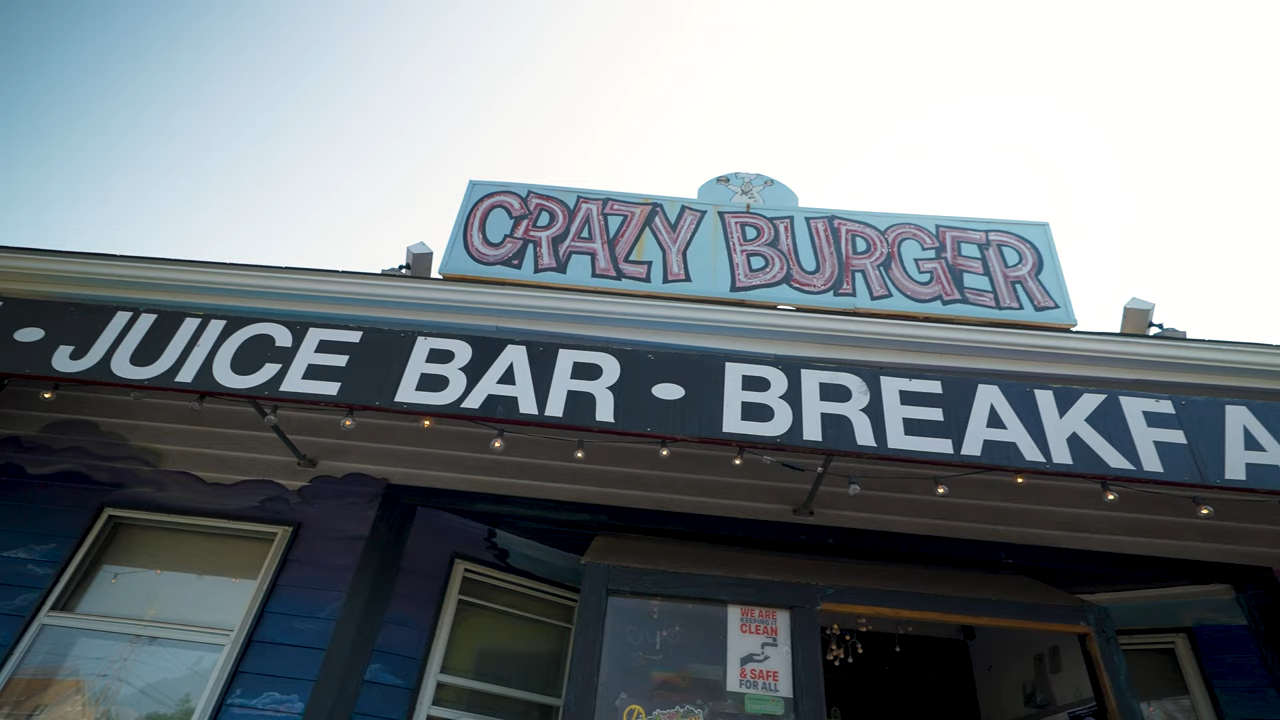 CRAZY BURGER
• JUICE BAR • BREAKFA
WE ARE
KEEPING IT
CLEAN
& SAFE
FOR ALL